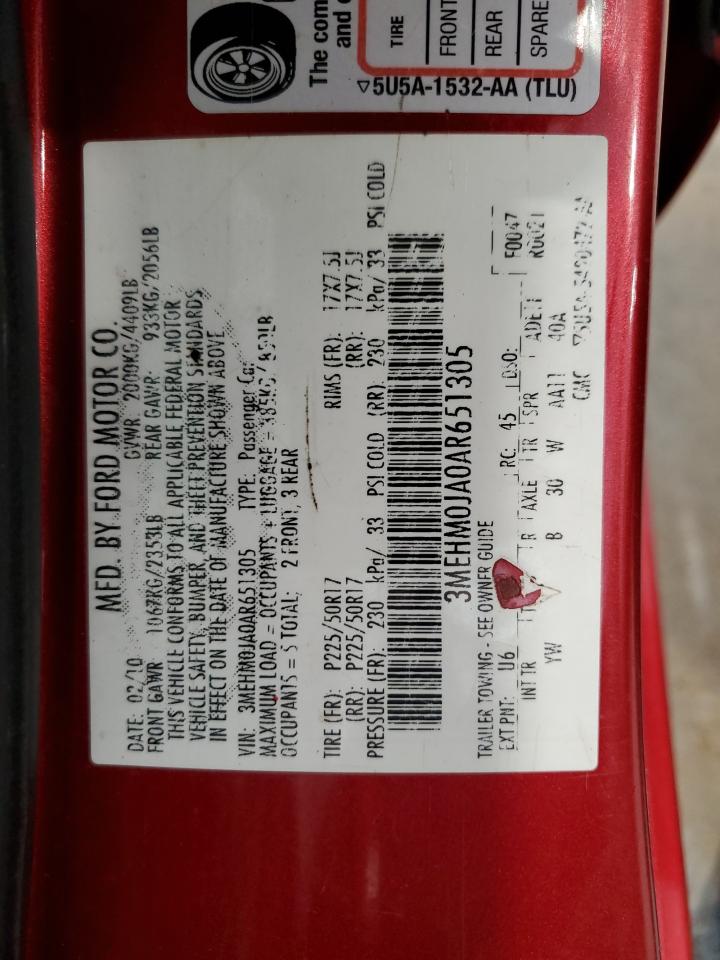 MFD. BY FORD MOTOR CO.
DATE: 02/10 GVWR: 2000KG/4409LB
FRONT GAWR: 1067KG/2353LB REAR GAWR: 933KG/2056LB
THIS VEHICLE CONFORMS TO ALL APPLICABLE FEDERAL MOTOR
VEHICLE SAFETY, BUMPER, AND THEFT PREVENTION STANDARDS
IN EFFECT ON THE DATE OF MANUFACTURE SHOWN ABOVE
VIN: 3MEHM0JA0AR651305 TYPE: Passenger Car
MAXIMUM LOAD = OCCUPANTS + LUGGAGE = 385KG/
OCCUPANTS = 5 TOTAL: 2 FRONT, 3 REAR
TIRE (FR): P225/50R17 RIMS (FR): 17X7.5J
(RR): P225/50R17 (RR): 17X7.5J
PRESSURE (FR): 230 kPa/ 33 PSI COLD (RR): 230 kPa/ 33 PSI COLD
3MEHM0JA0AR651305
TRAILER TOWING - SEE OWNER GUIDE
EXT PNT: U6 RC: 45 DSO: F0047
INT TR AXLE TR SPR R0021
YW B 30 W AA11 40A
CMC
The com
and
TIRE
FRONT
REAR
SPARE
5U5A-1532-AA (TLU)